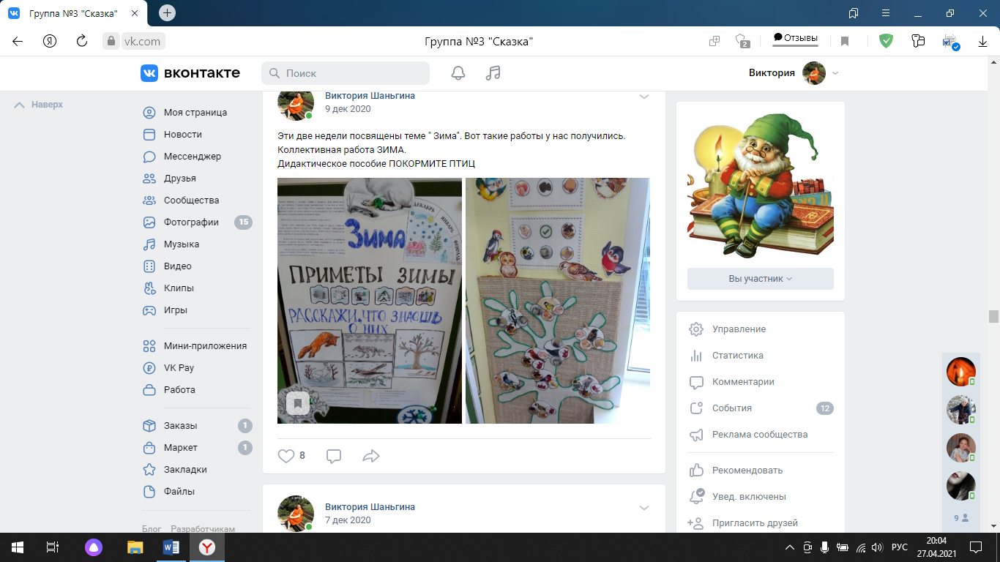 Группа №3 "Сказка"
vk.com
Группа №3 "Сказка"
2
Отзывы
вконтакте
Поиск
Виктория
Наверх
Моя страница
Новости
Мессенджер
Друзья
Сообщества
Фотографии 15
Музыка
Видео
Клипы
Игры
Мини-приложения
VK Pay
Работа
Заказы 1
Маркет 1
Закладки
Файлы
Блог Разработчикам
Виктория Шаньгина
9 дек 2020
Эти две недели посвящены теме " Зима". Вот такие работы у нас получились.
Коллективная работа ЗИМА.
Дидактическое пособие ПОКОРМИТЕ ПТИЦ
ДЕКАБРЬ
ЯНВАРЬ
ФЕВРАЛЬ
Зима
ПРИМЕТЫ ЗИМЫ
РАССКАЖИ, ЧТО ЗНАЕШЬ
О НИХ
8
Виктория Шаньгина
7 дек 2020
Вы участник
Управление
Статистика
Комментарии
События 12
Реклама сообщества
Рекомендовать
Увед. включены
Пригласить друзей
9
РУС
20:04
27.04.2021